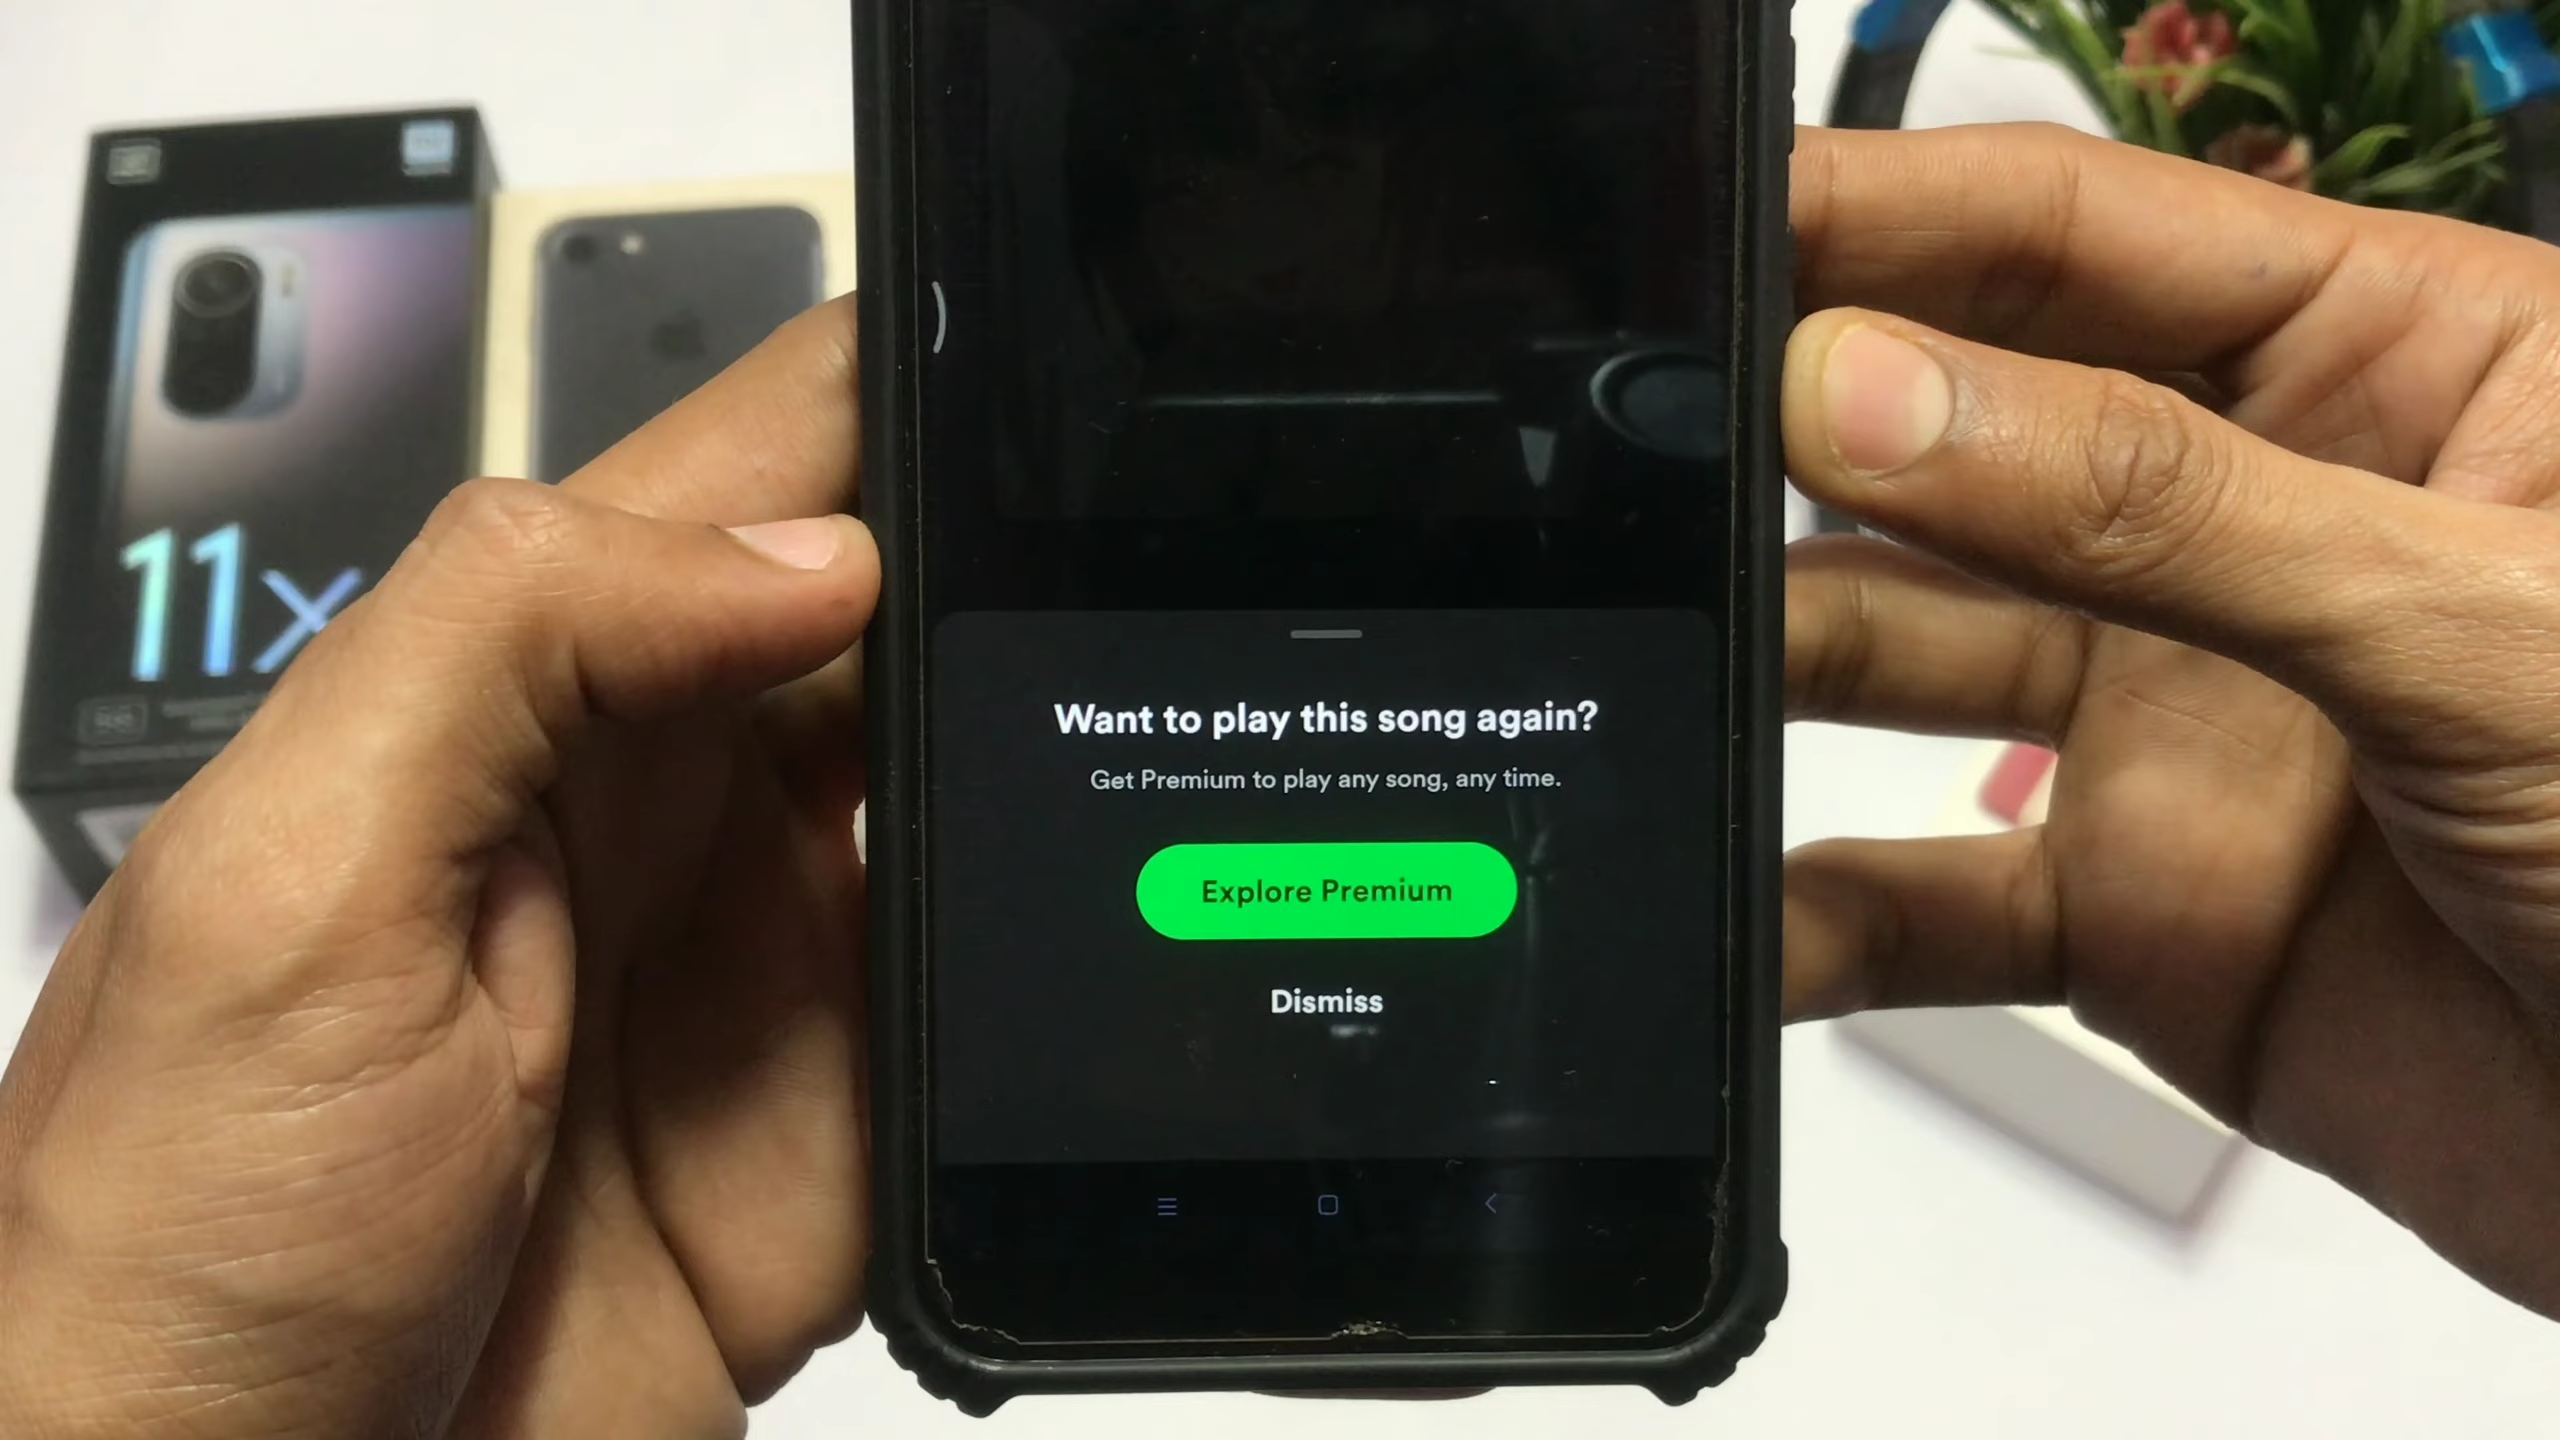 11x
Want to play this song again?
Get Premium to play any song, any time.
Explore Premium
Dismiss